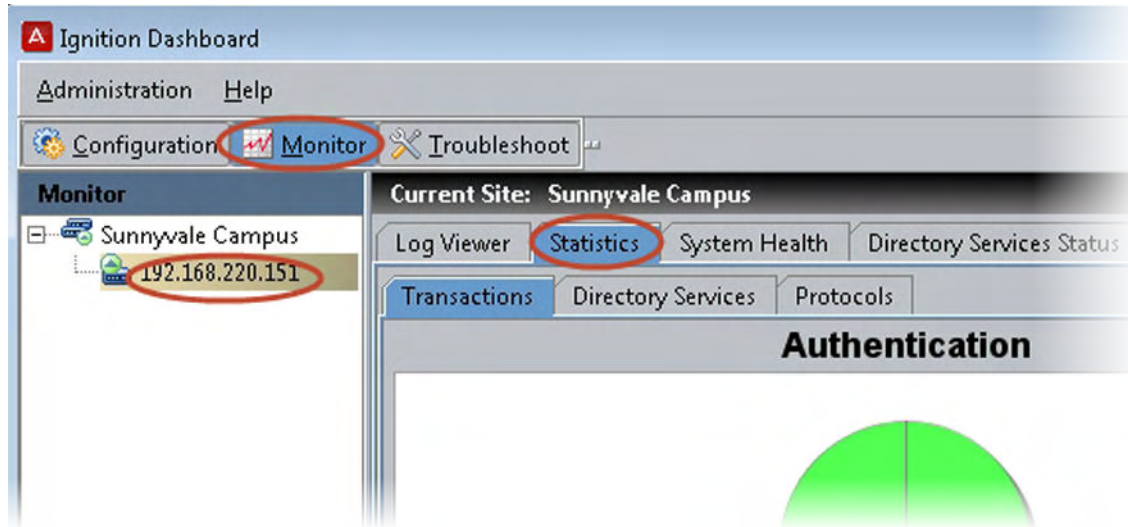 Ignition Dashboard
Administration Help
Configuration Monitor Troubleshoot
Monitor
Current Site: Sunnyvale Campus
Sunnyvale Campus
192.168.220.151
Log Viewer Statistics System Health Directory Services Status
Transactions Directory Services Protocols
Authentication